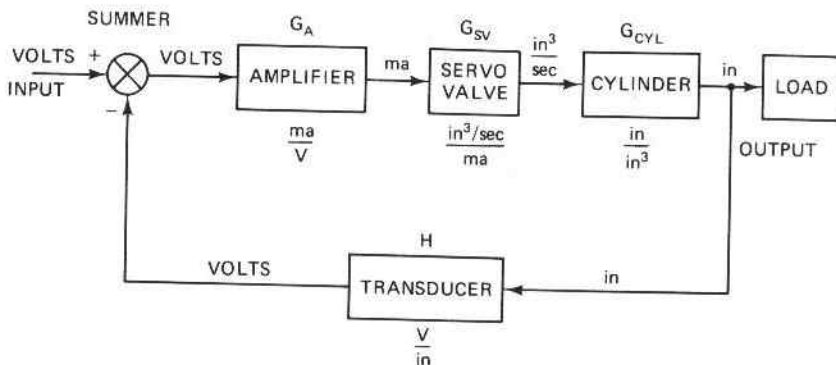 SUMMER
VOLTS +
INPUT
VOLTS
−
G_A
AMPLIFIER
ma/V
ma
G_SV
SERVO
VALVE
in³/sec/ma
in³/sec
G_CYL
CYLINDER
in/in³
in
LOAD
OUTPUT
VOLTS
H
TRANSDUCER
V/in
in